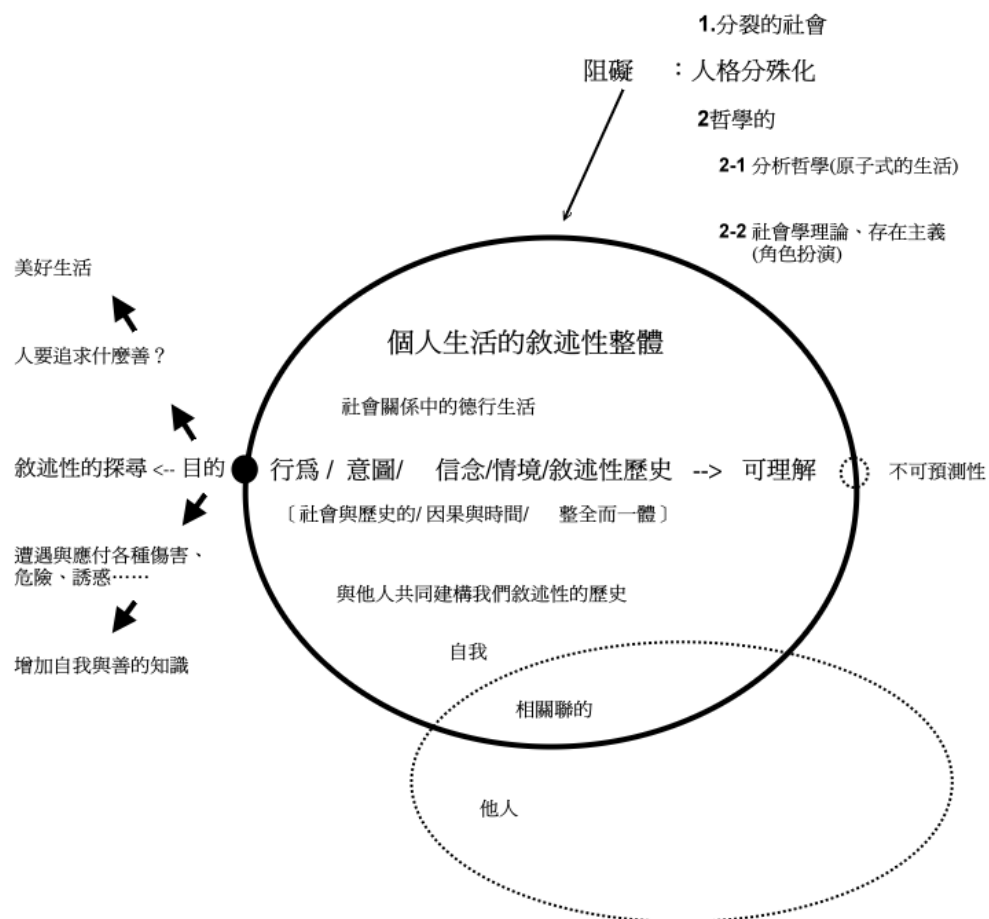 1.分裂的社會
阻礙 ：人格分殊化
2哲學的
2-1 分析哲學(原子式的生活)
2-2 社會學理論、存在主義
(角色扮演)
美好生活
人要追求什麼善？
個人生活的敘述性整體
社會關係中的德行生活
敘述性的探尋 <-- 目的 行為 / 意圖/ 信念/情境/敘述性歷史 --> 可理解 不可預測性
〔 社會與歷史的/ 因果與時間/ 整全而一體 〕
遭遇與應付各種傷害、
危險、誘惑……
與他人共同建構我們敘述性的歷史
增加自我與善的知識
自我
相關聯的
他人